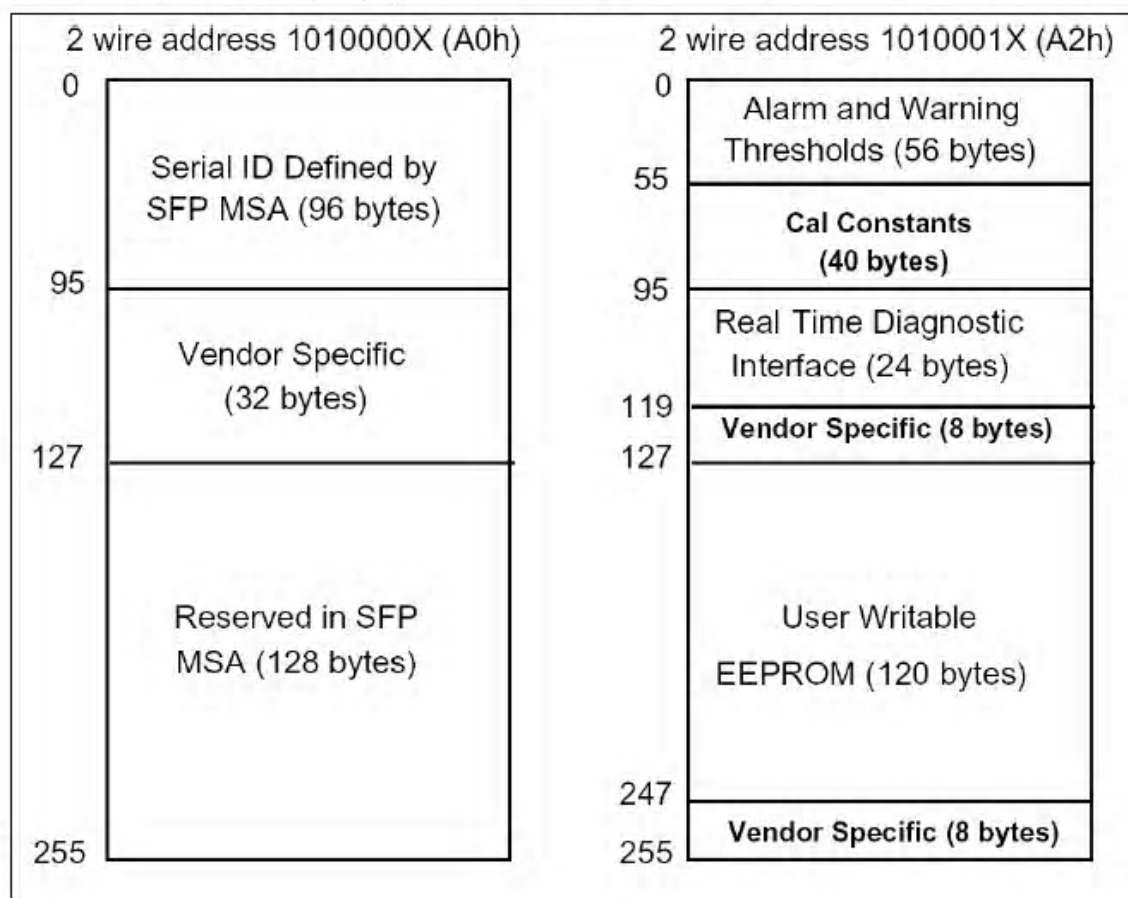 2 wire address 1010000X (A0h)
0
Serial ID Defined by
SFP MSA (96 bytes)
95
Vendor Specific
(32 bytes)
127
Reserved in SFP
MSA (128 bytes)
255
2 wire address 1010001X (A2h)
0
Alarm and Warning
Thresholds (56 bytes)
55
Cal Constants
(40 bytes)
95
Real Time Diagnostic
Interface (24 bytes)
119
Vendor Specific (8 bytes)
127
User Writable
EEPROM (120 bytes)
247
Vendor Specific (8 bytes)
255